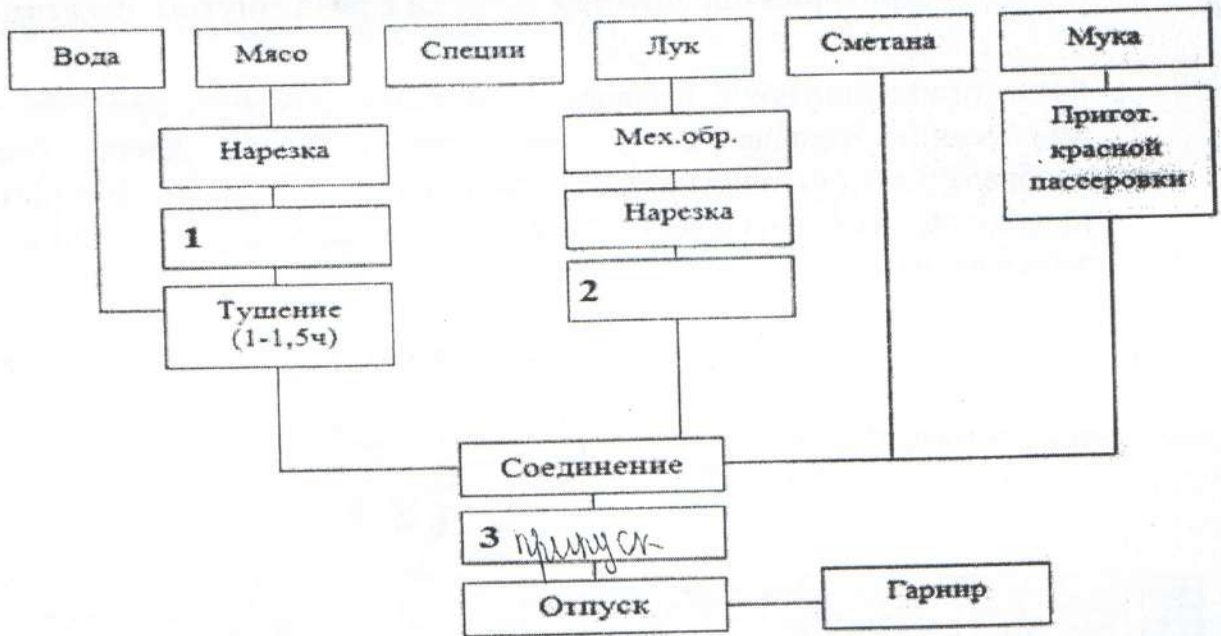 Вода
Мясо
Специи
Лук
Сметана
Мука
Нарезка
Мех.обр.
Пригот.
красной
пассеровки
1
Нарезка
Тушение
(1-1,5ч)
2
Соединение
3 припуск
Отпуск
Гарнир